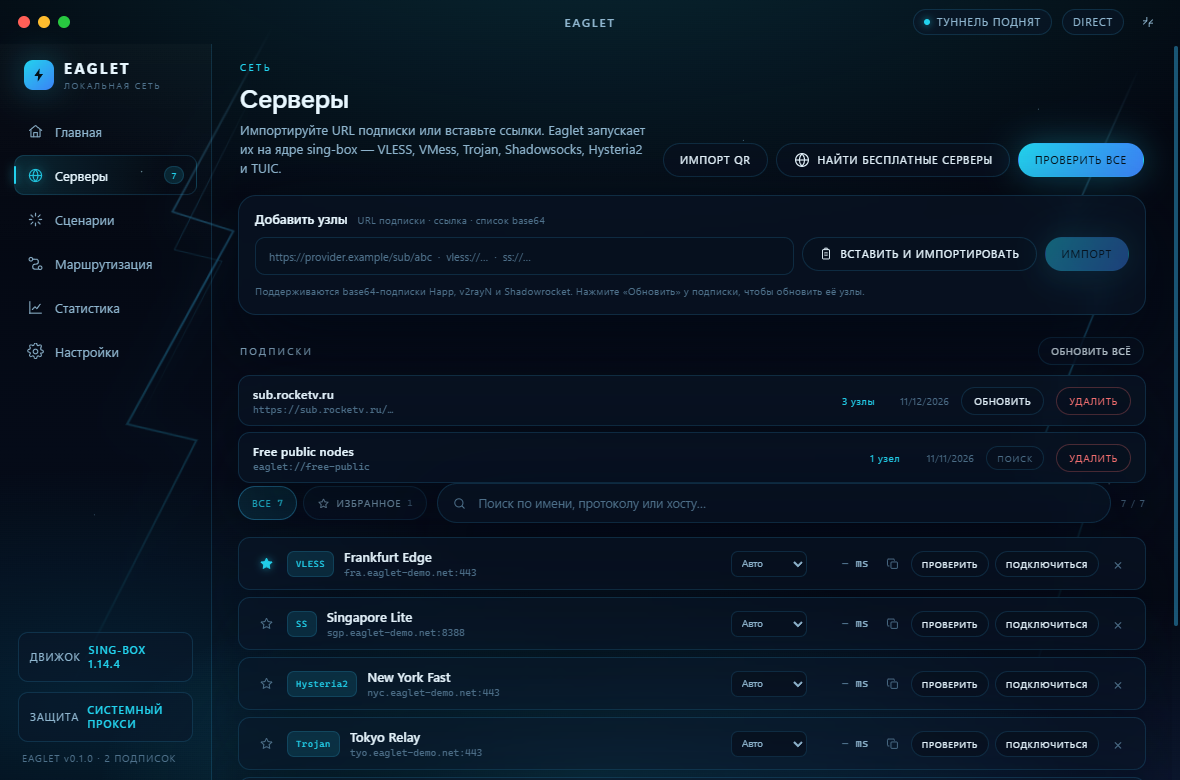 EAGLET
ТУННЕЛЬ ПОДНЯТ
DIRECT
EAGLET
ЛОКАЛЬНАЯ СЕТЬ
Главная
Серверы
7
Сценарии
Маршрутизация
Статистика
Настройки
ДВИЖОК
SING-BOX
1.14.4
ЗАЩИТА
СИСТЕМНЫЙ
ПРОКСИ
EAGLET v0.1.0 · 2 ПОДПИСОК
СЕТЬ
Серверы
Импортируйте URL подписки или вставьте ссылки. Eaglet запускает
их на ядре sing-box — VLESS, VMess, Trojan, Shadowsocks, Hysteria2
и TUIC.
ИМПОРТ QR
НАЙТИ БЕСПЛАТНЫЕ СЕРВЕРЫ
ПРОВЕРИТЬ ВСЕ
Добавить узлы URL подписки · ссылка · список base64
https://provider.example/sub/abc · vless://… · ss://…
ВСТАВИТЬ И ИМПОРТИРОВАТЬ
ИМПОРТ
Поддерживаются base64-подписки Happ, v2rayN и Shadowrocket. Нажмите «Обновить» у подписки, чтобы обновить её узлы.
ПОДПИСКИ
ОБНОВИТЬ ВСЁ
sub.rocketv.ru
https://sub.rocketv.ru/…
3 узлы
11/12/2026
ОБНОВИТЬ
УДАЛИТЬ
Free public nodes
eaglet://free-public
1 узел
11/11/2026
ПОИСК
УДАЛИТЬ
ВСЕ 7
ИЗБРАННОЕ 1
Поиск по имени, протоколу или хосту…
7 / 7
VLESS
Frankfurt Edge
fra.eaglet-demo.net:443
Авто
— ms
ПРОВЕРИТЬ
ПОДКЛЮЧИТЬСЯ
SS
Singapore Lite
sgp.eaglet-demo.net:8388
Авто
— ms
ПРОВЕРИТЬ
ПОДКЛЮЧИТЬСЯ
Hysteria2
New York Fast
nyc.eaglet-demo.net:443
Авто
— ms
ПРОВЕРИТЬ
ПОДКЛЮЧИТЬСЯ
Trojan
Tokyo Relay
tyo.eaglet-demo.net:443
Авто
— ms
ПРОВЕРИТЬ
ПОДКЛЮЧИТЬСЯ